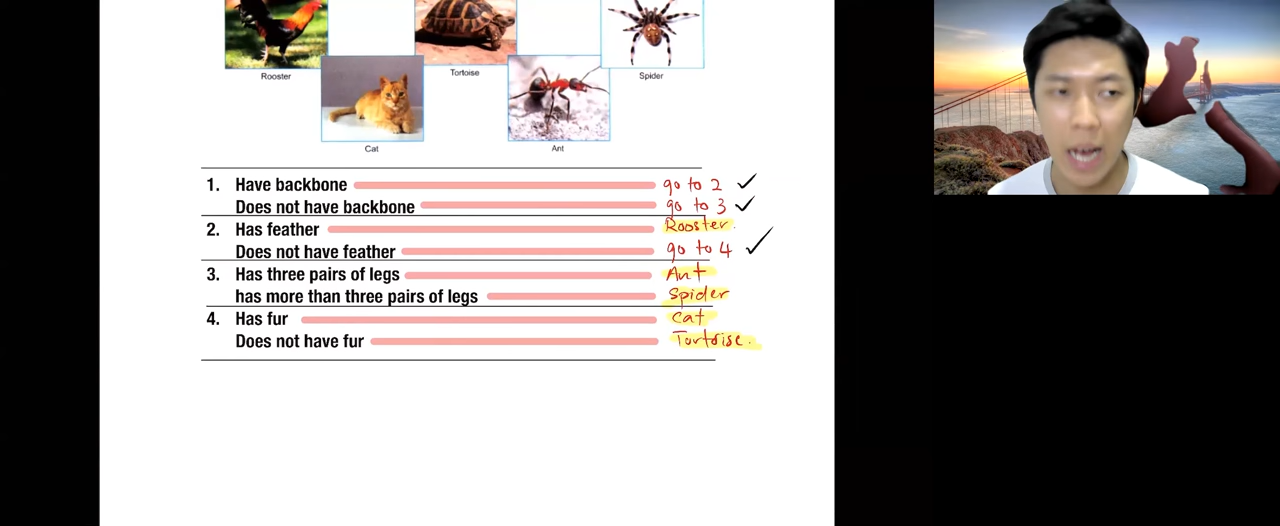 Rooster
Tortoise
Spider
Cat
Ant
1. Have backbone go to 2 ✓
Does not have backbone go to 3 ✓
2. Has feather Rooster.
Does not have feather go to 4 ✓
3. Has three pairs of legs Ant
has more than three pairs of legs Spider
4. Has fur Cat
Does not have fur Tortoise.